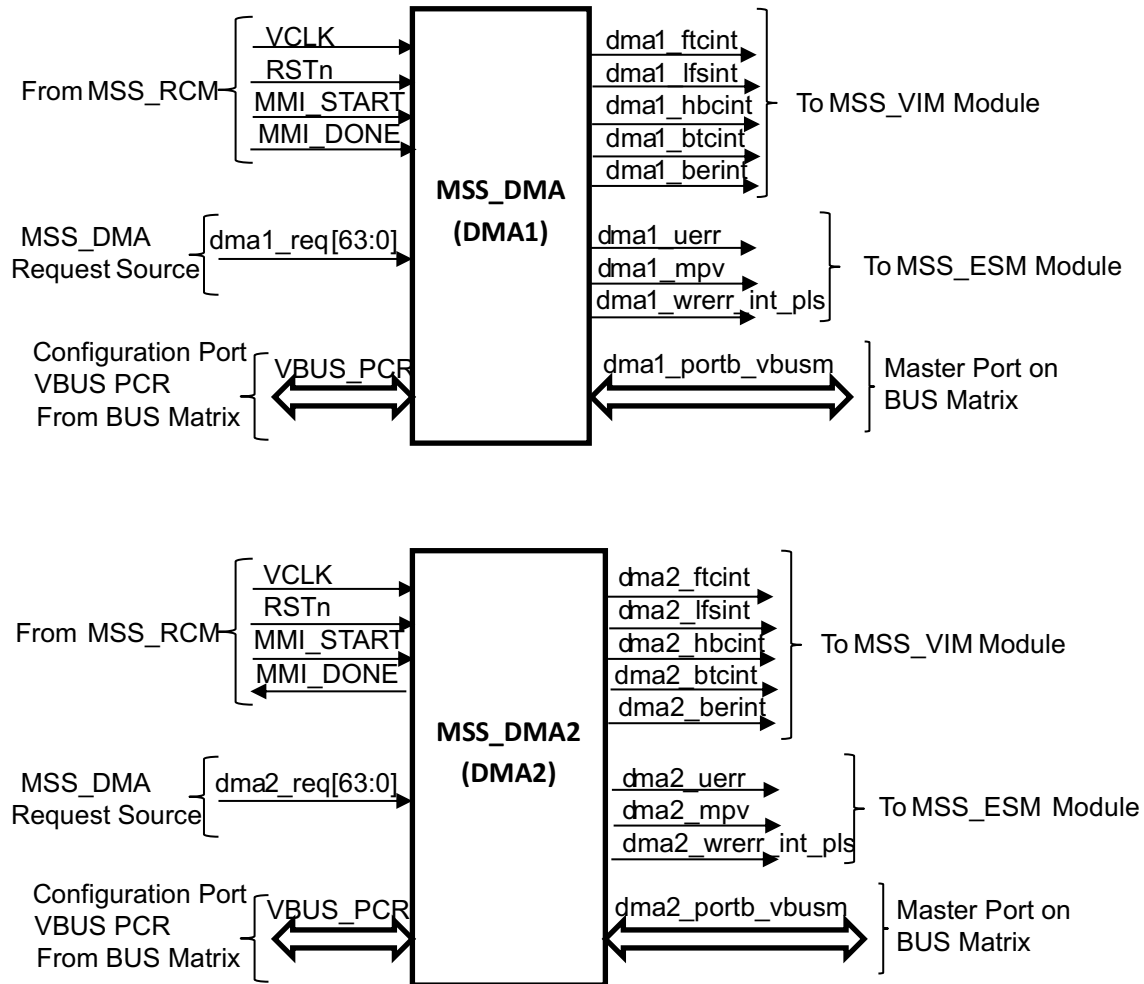 VCLK
RSTn
From MSS_RCM
MMI_START
MMI_DONE
MSS_DMA
Request Source
dma1_req[63:0]
Configuration Port
VBUS PCR
From BUS Matrix
VBUS_PCR
MSS_DMA
(DMA1)
dma1_ftcint
dma1_lfsint
dma1_hbcint
dma1_btcint
dma1_berint
To MSS_VIM Module
dma1_uerr
dma1_mpv
dma1_wrerr_int_pls
To MSS_ESM Module
dma1_portb_vbusm
Master Port on
BUS Matrix
VCLK
RSTn
From MSS_RCM
MMI_START
MMI_DONE
MSS_DMA
Request Source
dma2_req[63:0]
Configuration Port
VBUS PCR
From BUS Matrix
VBUS_PCR
MSS_DMA2
(DMA2)
dma2_ftcint
dma2_lfsint
dma2_hbcint
dma2_btcint
dma2_berint
To MSS_VIM Module
dma2_uerr
dma2_mpv
dma2_wrerr_int_pls
To MSS_ESM Module
dma2_portb_vbusm
Master Port on
BUS Matrix